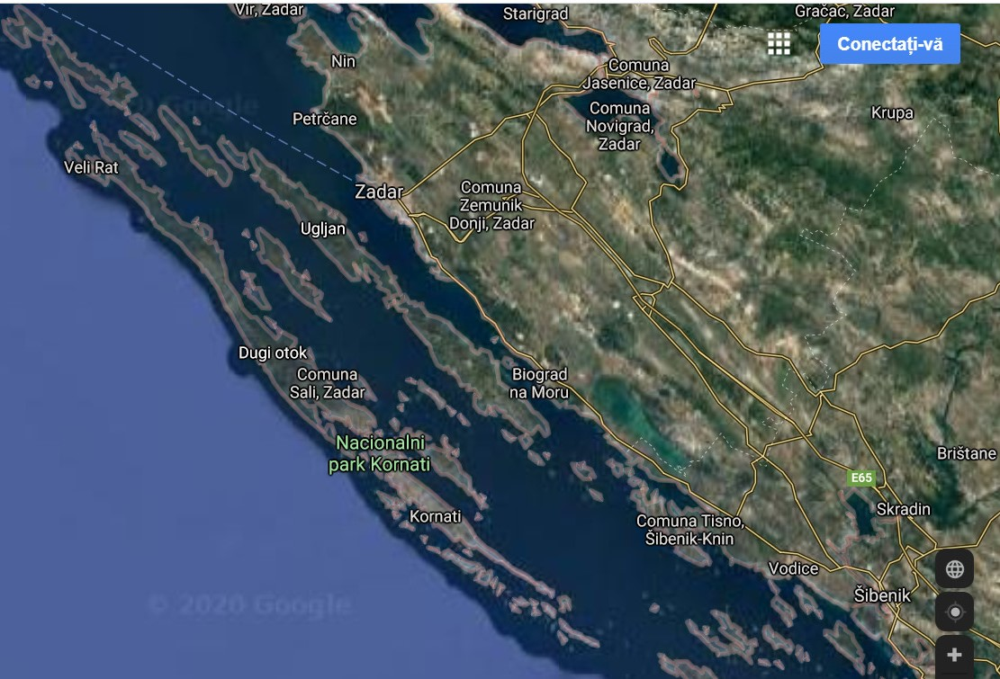 Vir, Zadar
Starigrad
Gračac, Zadar
Conectați-vă
Nin
Comuna
Jasenice, Zadar
Petrčane
Comuna
Novigrad,
Zadar
Krupa
Veli Rat
Zadar
Comuna
Zemunik
Donji, Zadar
Ugljan
Dugi otok
Comuna
Sali, Zadar
Biograd
na Moru
Nacionalni
park Kornati
Brištane
E65
Kornati
Skradin
Comuna Tisno,
Šibenik-Knin
Vodice
Šibenik
© 2020 Google